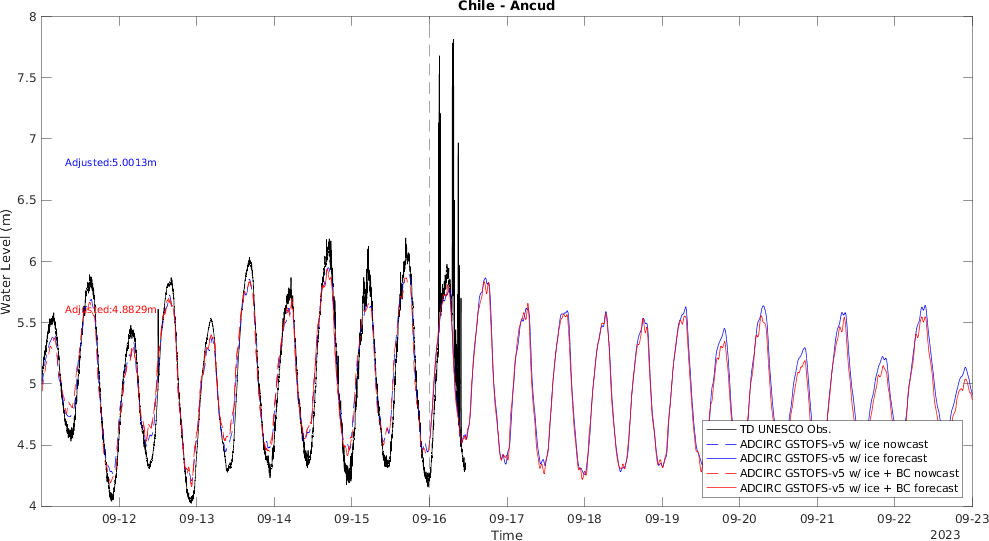 Chile - Ancud
8
7.5
7
6.5
6
5.5
5
4.5
4
Water Level (m)
Adjusted:5.0013m
Adjusted:4.8829m
TD UNESCO Obs.
ADCIRC GSTOFS-v5 w/ ice nowcast
ADCIRC GSTOFS-v5 w/ ice forecast
ADCIRC GSTOFS-v5 w/ ice + BC nowcast
ADCIRC GSTOFS-v5 w/ ice + BC forecast
09-12 09-13 09-14 09-15 09-16 09-17 09-18 09-19 09-20 09-21 09-22 09-23
Time
2023